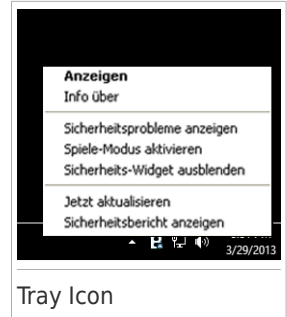 Anzeigen
Info über
Sicherheitsprobleme anzeigen
Spiele-Modus aktivieren
Sicherheits-Widget ausblenden
Jetzt aktualisieren
Sicherheitsbericht anzeigen
3/29/2013
Tray Icon